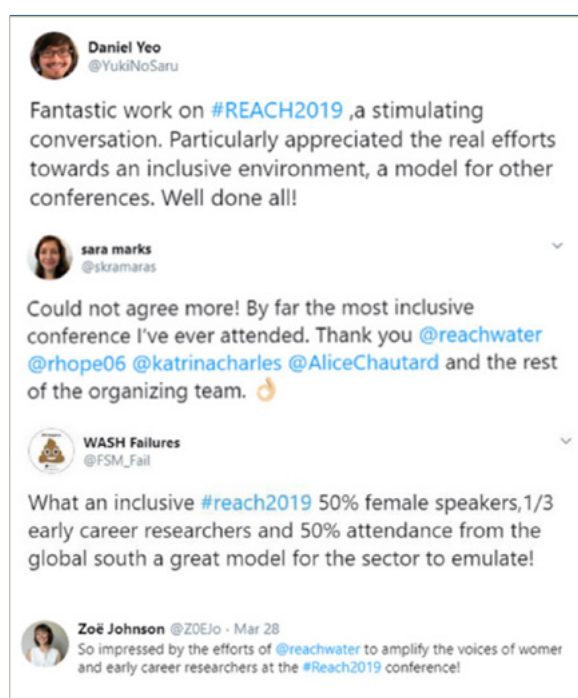 Daniel Yeo
@YukiNoSaru
Fantastic work on #REACH2019 ,a stimulating
conversation. Particularly appreciated the real efforts
towards an inclusive environment, a model for other
conferences. Well done all!
sara marks
@skramaras
Could not agree more! By far the most inclusive
conference I've ever attended. Thank you @reachwater
@rhope06 @katrinacharles @AliceChautard and the rest
of the organizing team. 👌🏻
WASH Failures
@FSM_Fail
What an inclusive #reach2019 50% female speakers,1/3
early career researchers and 50% attendance from the
global south a great model for the sector to emulate!
Zoë Johnson @Z0EJo · Mar 28
So impressed by the efforts of @reachwater to amplify the voices of women
and early career researchers at the #Reach2019 conference!